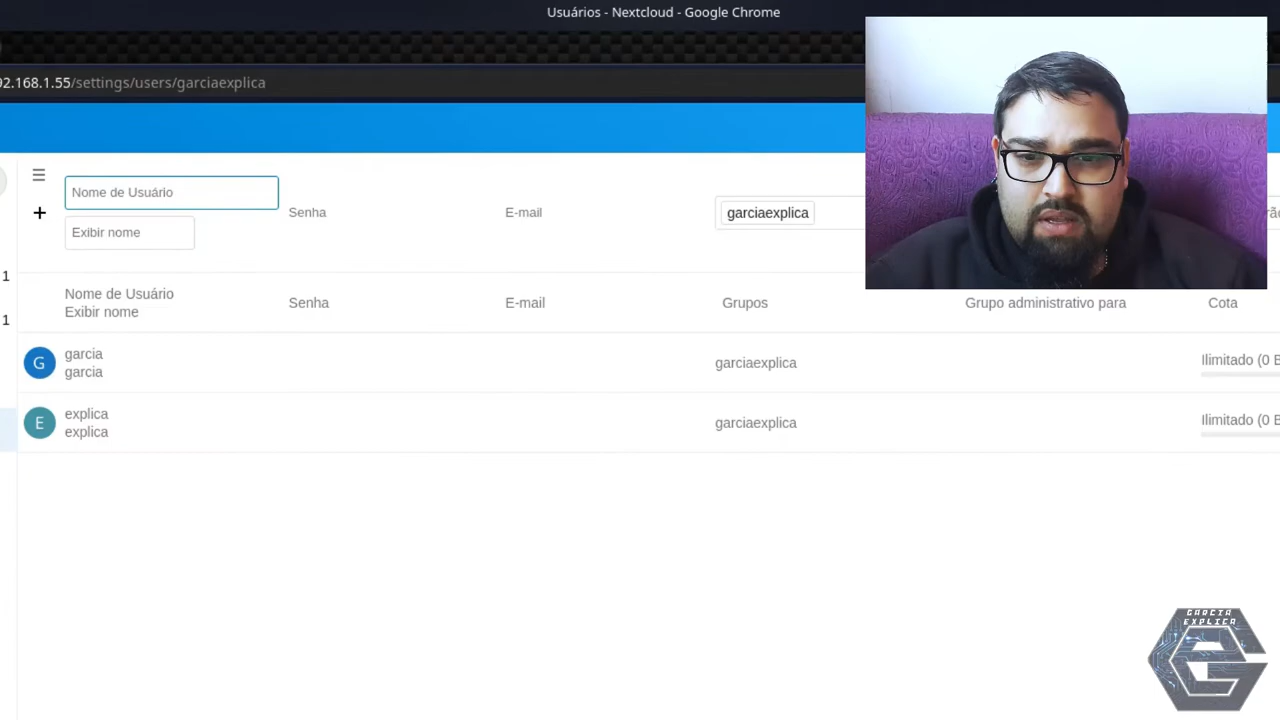 Usuários - Nextcloud - Google Chrome
92.168.1.55/settings/users/garciaexplica
Nome de Usuário
Senha
E-mail
garciaexplica
Exibir nome
1
Nome de Usuário
Exibir nome
Senha
E-mail
Grupos
Grupo administrativo para
Cota
1
garcia
garcia
G
garciaexplica
Ilimitado (0 B
explica
explica
E
garciaexplica
Ilimitado (0 B
GARCIA
EXPLICA